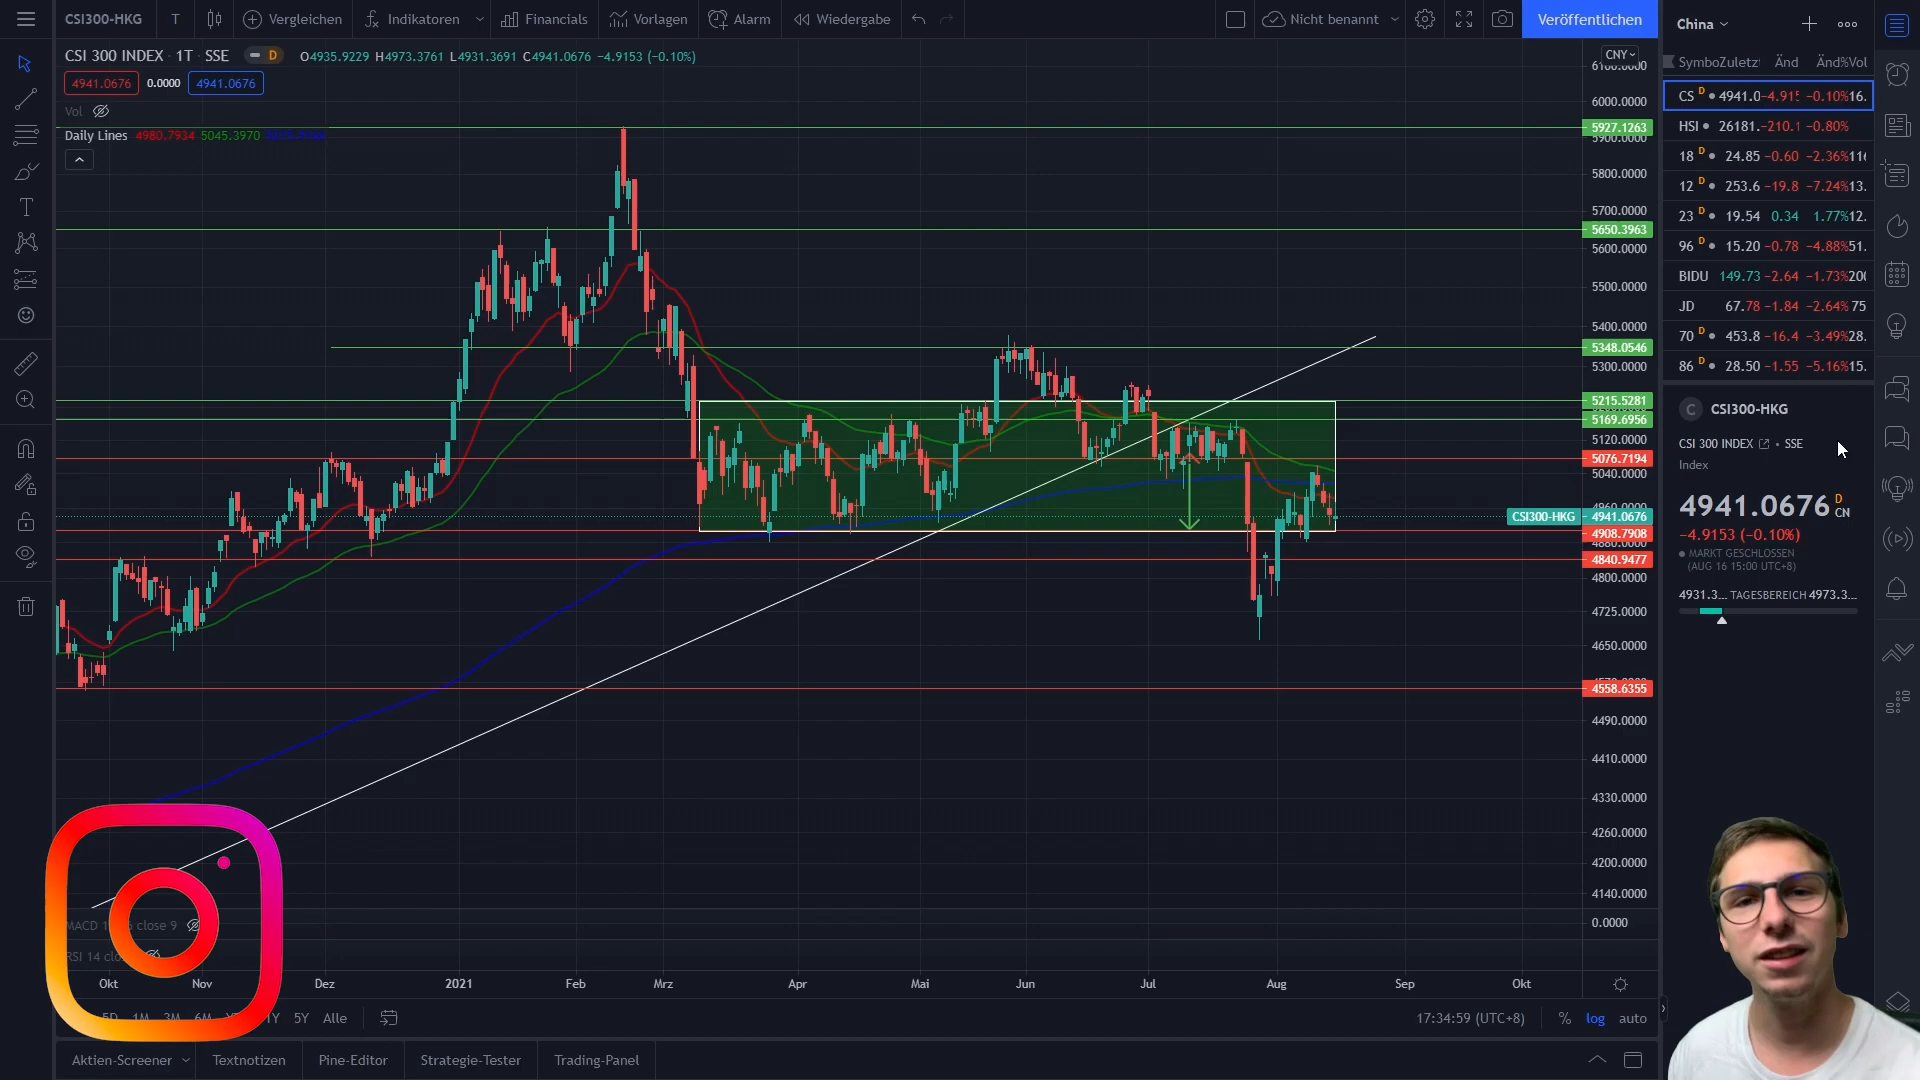 CSI300-HKG T Vergleichen Indikatoren Financials Vorlagen Alarm Wiedergabe Nicht benannt Veröffentlichen
CSI 300 INDEX · 1T · SSE D O4935.9229 H4973.3761 L4931.3691 C4941.0676 −4.9153 (−0.10%)
4941.0676 0.0000 4941.0676
Vol
Daily Lines 4980.7934 5045.3970
CNY
6000.0000
5927.1263
5800.0000
5700.0000
5650.3963
5600.0000
5500.0000
5400.0000
5348.0546
5300.0000
5215.5281
5169.6956
5120.0000
5076.7194
5040.0000
CSI300-HKG 4941.0676
4908.7908
4840.9477
4800.0000
4725.0000
4650.0000
4558.6355
4490.0000
4410.0000
4330.0000
4260.0000
4200.0000
4140.0000
0.0000
MACD close 9
RSI 14
Okt Nov Dez 2021 Feb Mrz Apr Mai Jun Jul Aug Sep Okt
5D 1M 3M 6M 1Y 5Y Alle
17:34:59 (UTC+8) % log auto
Aktien-Screener Textnotizen Pine-Editor Strategie-Tester Trading-Panel
China
Symbo Zuletz Änd Änd% Vol
CS D 4941.0 −4.915 −0.10% 16.
HSI 26181. −210.1 −0.80%
18 D 24.85 −0.60 −2.36% 116
12 D 253.6 −19.8 −7.24% 13.
23 D 19.54 0.34 1.77% 12.
96 D 15.20 −0.78 −4.88% 51.
BIDU 149.73 −2.64 −1.73% 200
JD 67.78 −1.84 −2.64% 75
70 D 453.8 −16.4 −3.49% 28.
86 D 28.50 −1.55 −5.16% 15.
C CSI300-HKG
CSI 300 INDEX • SSE
Index
4941.0676 D CN
−4.9153 (−0.10%)
MARKT GESCHLOSSEN
(AUG 16 15:00 UTC+8)
4931.3... TAGESBEREICH 4973.3...